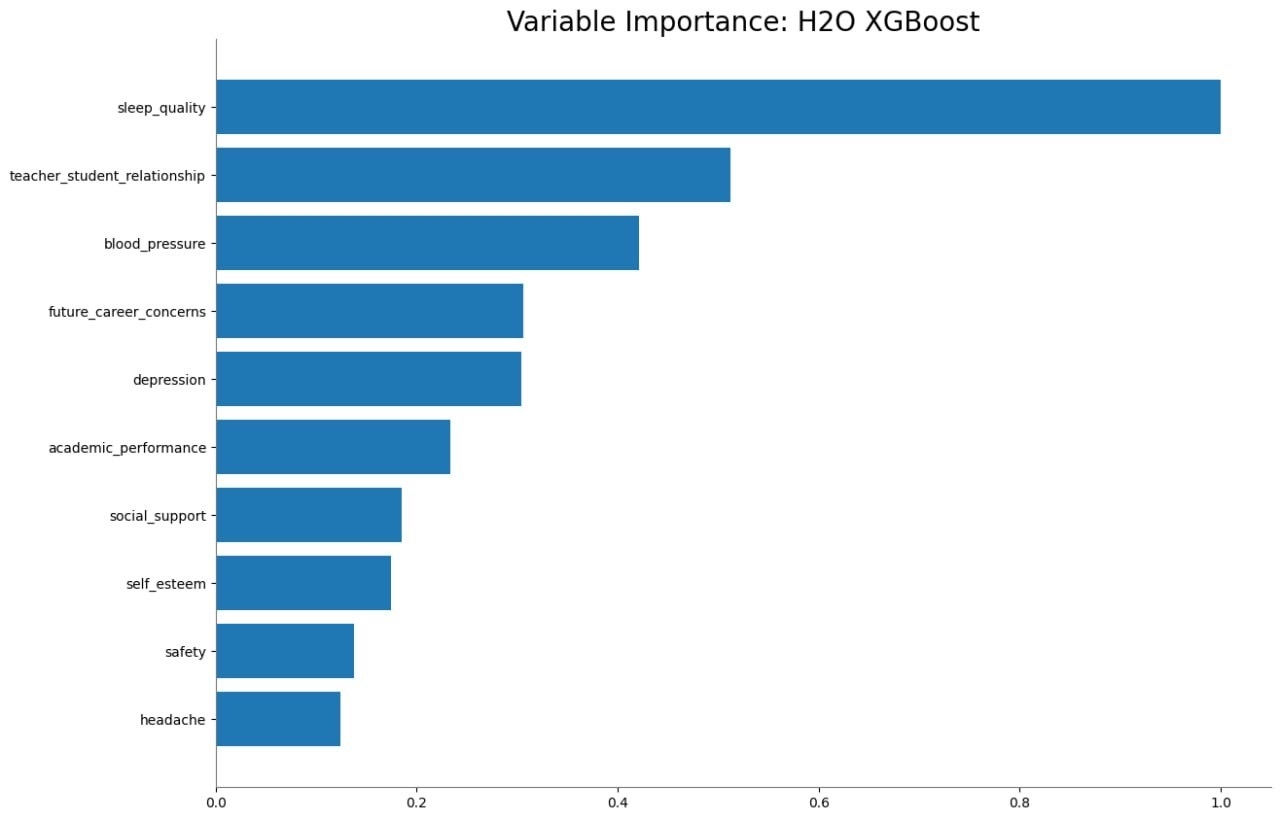 Variable Importance: H2O XGBoost
sleep_quality
teacher_student_relationship
blood_pressure
future_career_concerns
depression
academic_performance
social_support
self_esteem
safety
headache
0.0 0.2 0.4 0.6 0.8 1.0